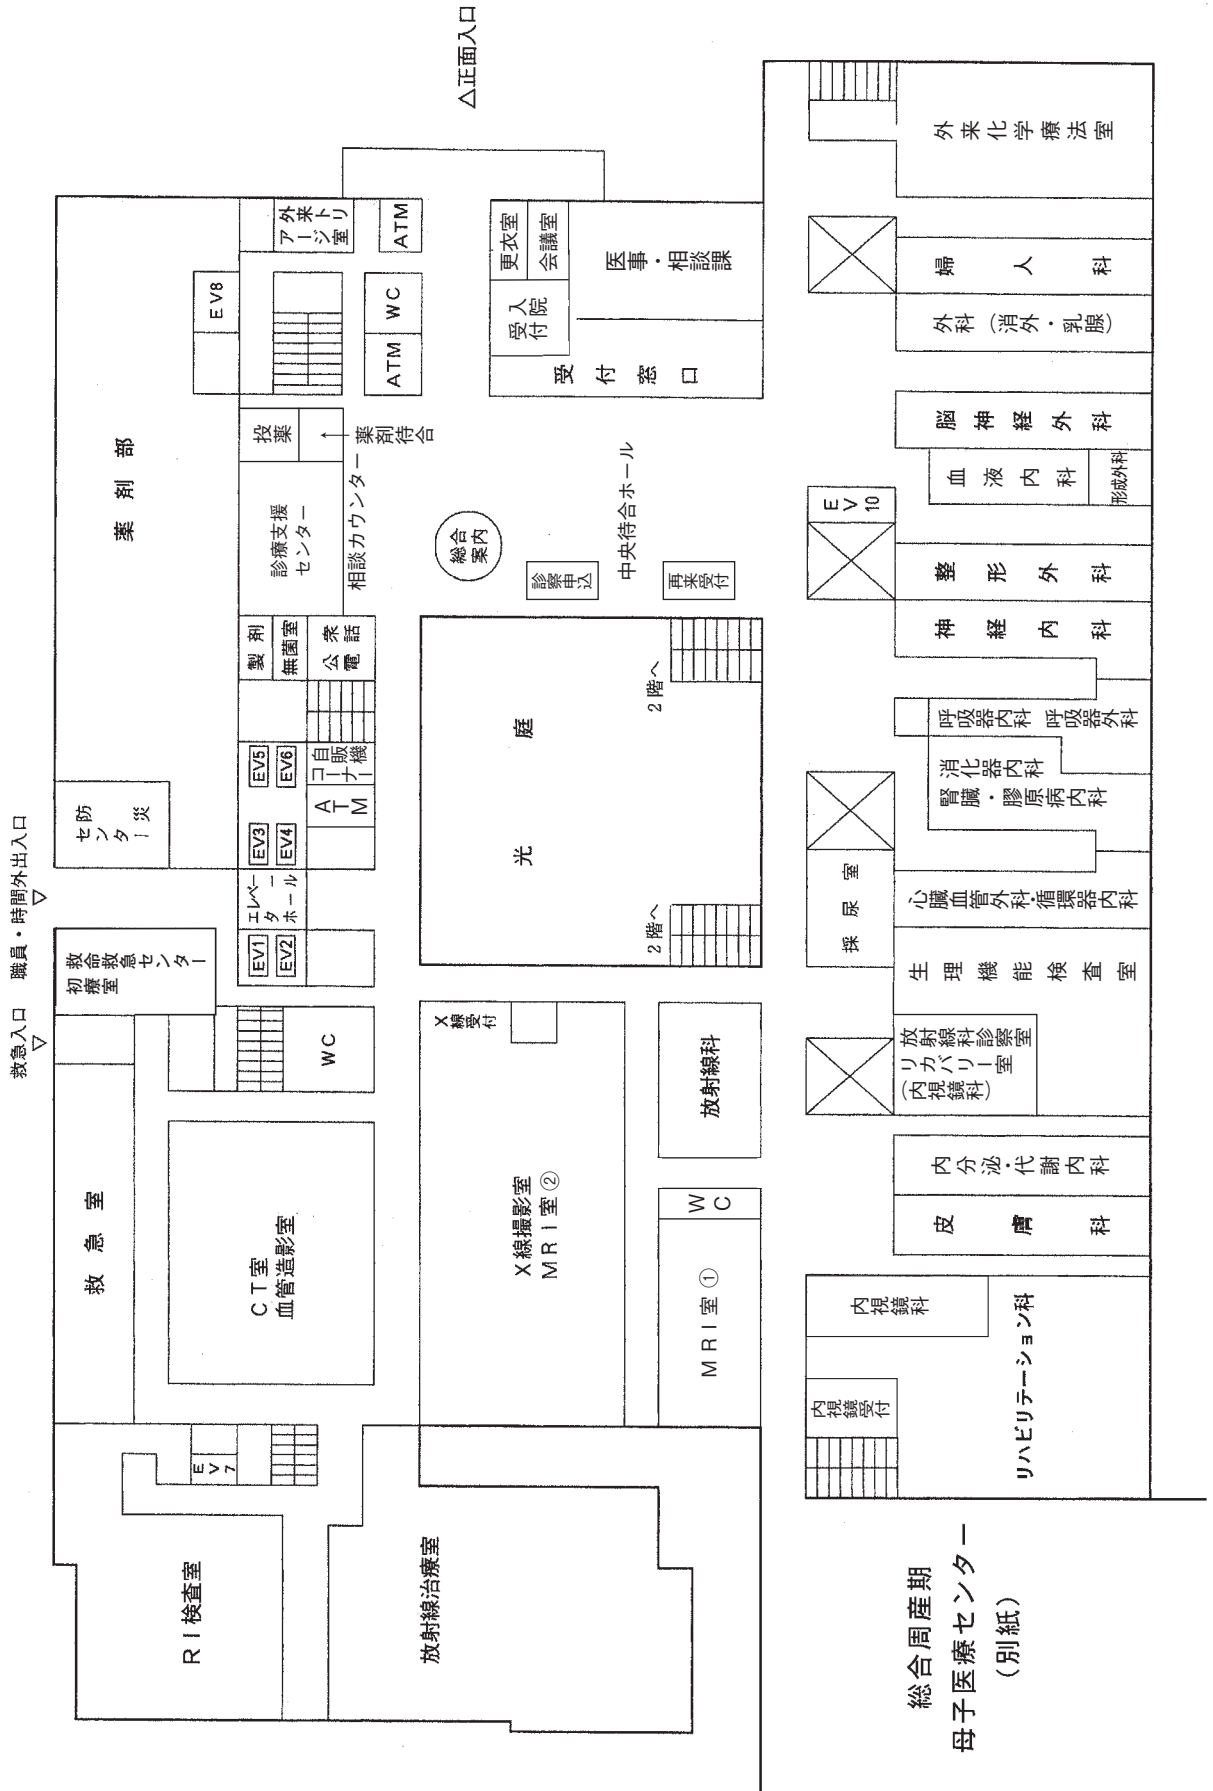 救急入口
▽
職員・時間外出入口
▽
RI検査室
救急室
救命救急センター
初療室
防災
センター
薬剤部
EV7
EV8
CT室
血管造影室
WC
EV1
EV2
エレベータ
ホール
EV3
EV4
EV5
EV6
ATM
自販機
コーナー
製剤
無菌室
公衆
電話
診療支援
センター
相談カウンター
投薬
←薬剤
待合
外来トリ
アージ室
ATM
WC
ATM
△正面入口
放射線治療室
X線撮影室
MRI室②
X線受付
光庭
2階へ
2階へ
総合
案内
診察
申込
中央待合ホール
再来
受付
更衣室
会議室
入院
受付
医事・相談課
受付窓口
MRI室①
WC
放射線科
内視鏡
受付
内視
鏡科
リハビリテーション科
皮膚科
内分泌・代謝内科
放射線科診察室
リカバリー室
(内視鏡科)
生理機能検査室
採尿室
心臓血管外科・循環器内科
腎臓・膠原病内科
消化器内科
呼吸器内科 呼吸器外科
神経内科
整形外科
EV10
血液内科
形成外科
脳神経外科
外科(消外・乳腺)
婦人科
外来化学療法室
総合周産期
母子医療センター
(別紙)